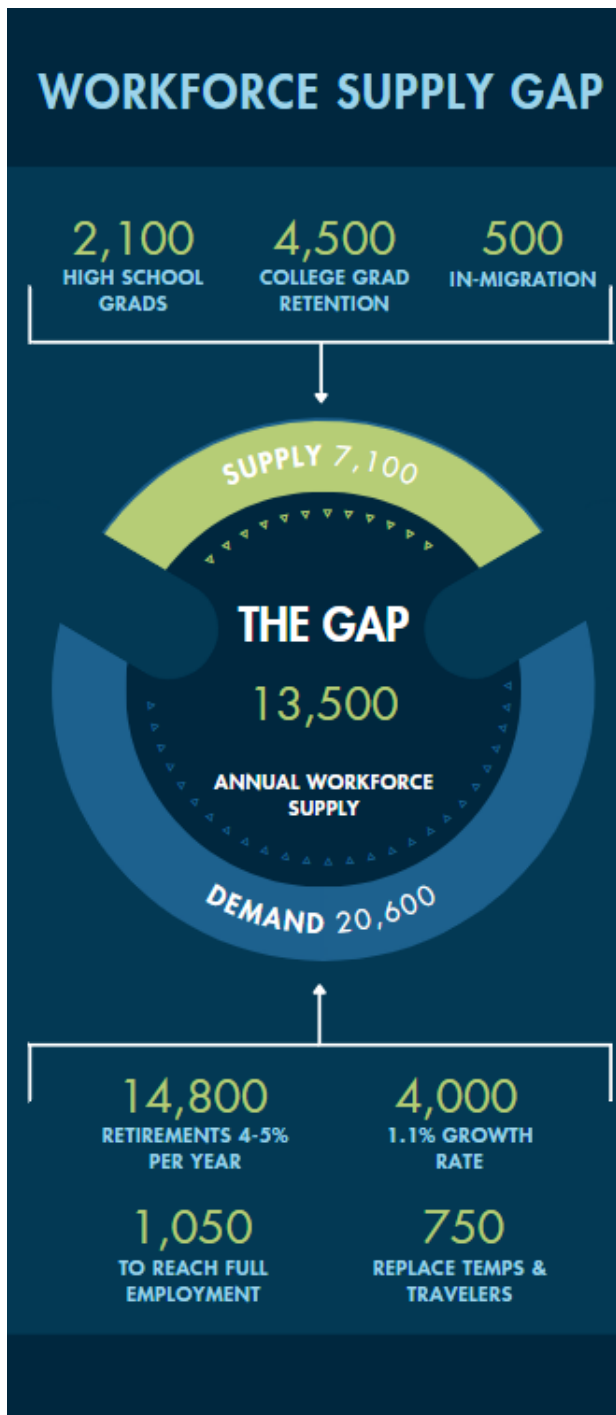 WORKFORCE SUPPLY GAP
2,100
HIGH SCHOOL
GRADS
4,500
COLLEGE GRAD
RETENTION
500
IN-MIGRATION
SUPPLY 7,100
THE GAP
13,500
ANNUAL WORKFORCE
SUPPLY
DEMAND 20,600
14,800
RETIREMENTS 4-5%
PER YEAR
4,000
1.1% GROWTH
RATE
1,050
TO REACH FULL
EMPLOYMENT
750
REPLACE TEMPS &
TRAVELERS